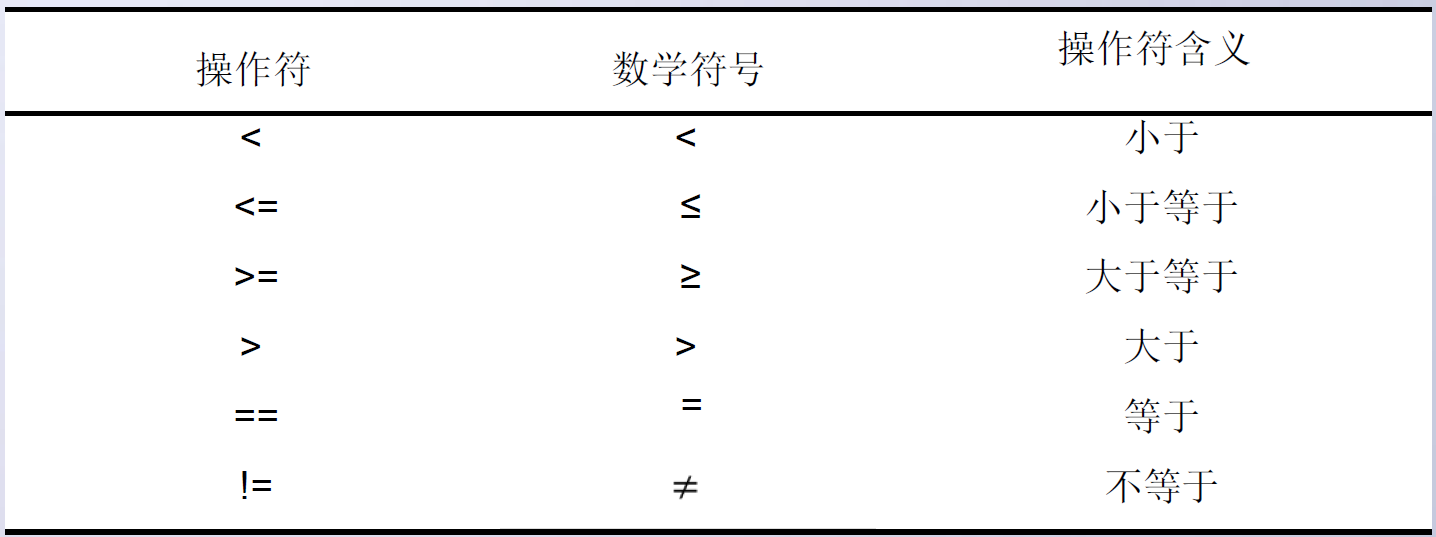 操作符 数学符号 操作符含义
< < 小于
<= ≤ 小于等于
>= ≥ 大于等于
> > 大于
== = 等于
!= ≠ 不等于